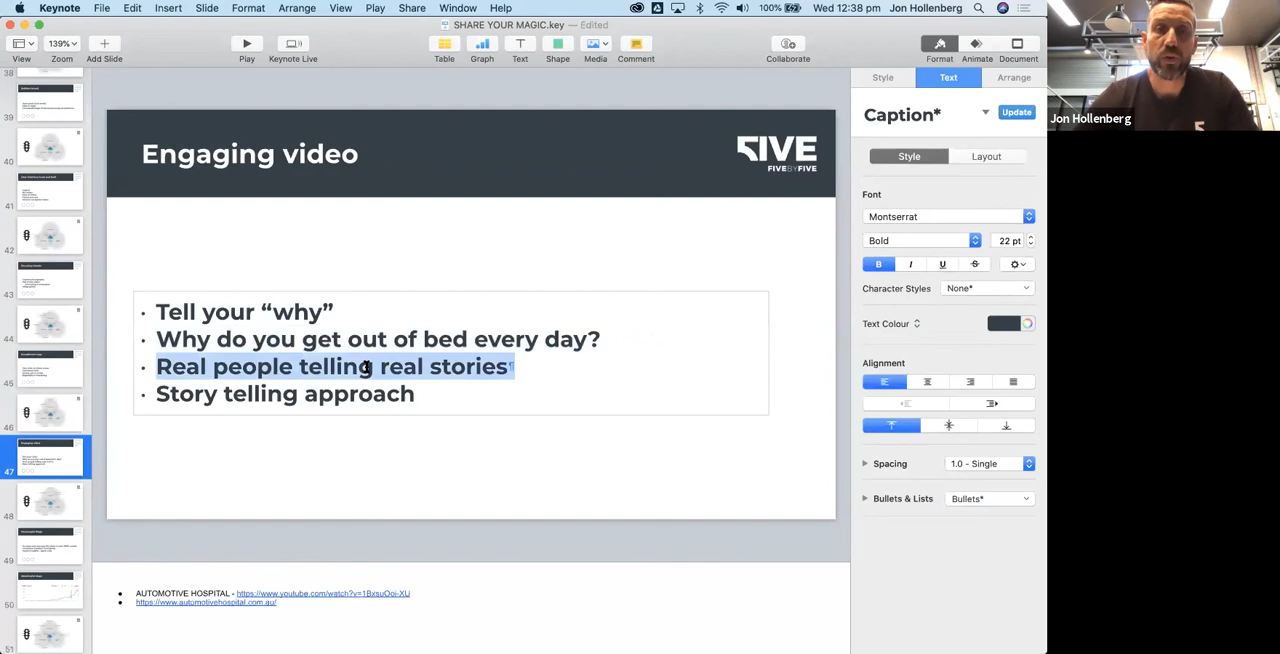 Keynote File Edit Insert Slide Format Arrange View Play Share Window Help 100% Wed 12:38 pm Jon Hollenberg
SHARE YOUR MAGIC.key — Edited
139%
View Zoom Add Slide Play Keynote Live Table Graph Text Shape Media Comment Collaborate Format Animate Document
Style Text Arrange
Caption* Update
Style Layout
Font
Montserrat
Bold 22 pt
B I U S
Character Styles None*
Text Colour
Alignment
Spacing 1.0 - Single
Bullets & Lists Bullets*
38
39
40
41
42
43
44
45
46
47
48
49
50
51
Engaging video
5IVE
FIVEBYFIVE
• Tell your “why”
• Why do you get out of bed every day?
• Real people telling real stories¶
• Story telling approach
• AUTOMOTIVE HOSPITAL - https://www.youtube.com/watch?v=1BxsuOoi-XU
• https://www.automotivehospital.com.au/
Jon Hollenberg